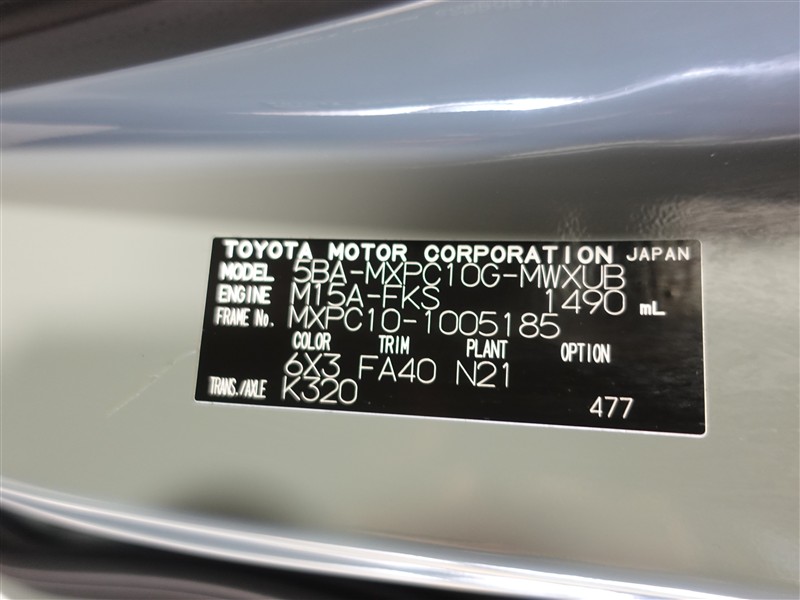 TOYOTA MOTOR CORPORATION JAPAN
MODEL 5BA-MXPC10G-MWXUB
ENGINE M15A-FKS 1490 mL
FRAME No. MXPC10-1005185
COLOR TRIM PLANT OPTION
6X3 FA40 N21
TRANS./AXLE K320
477